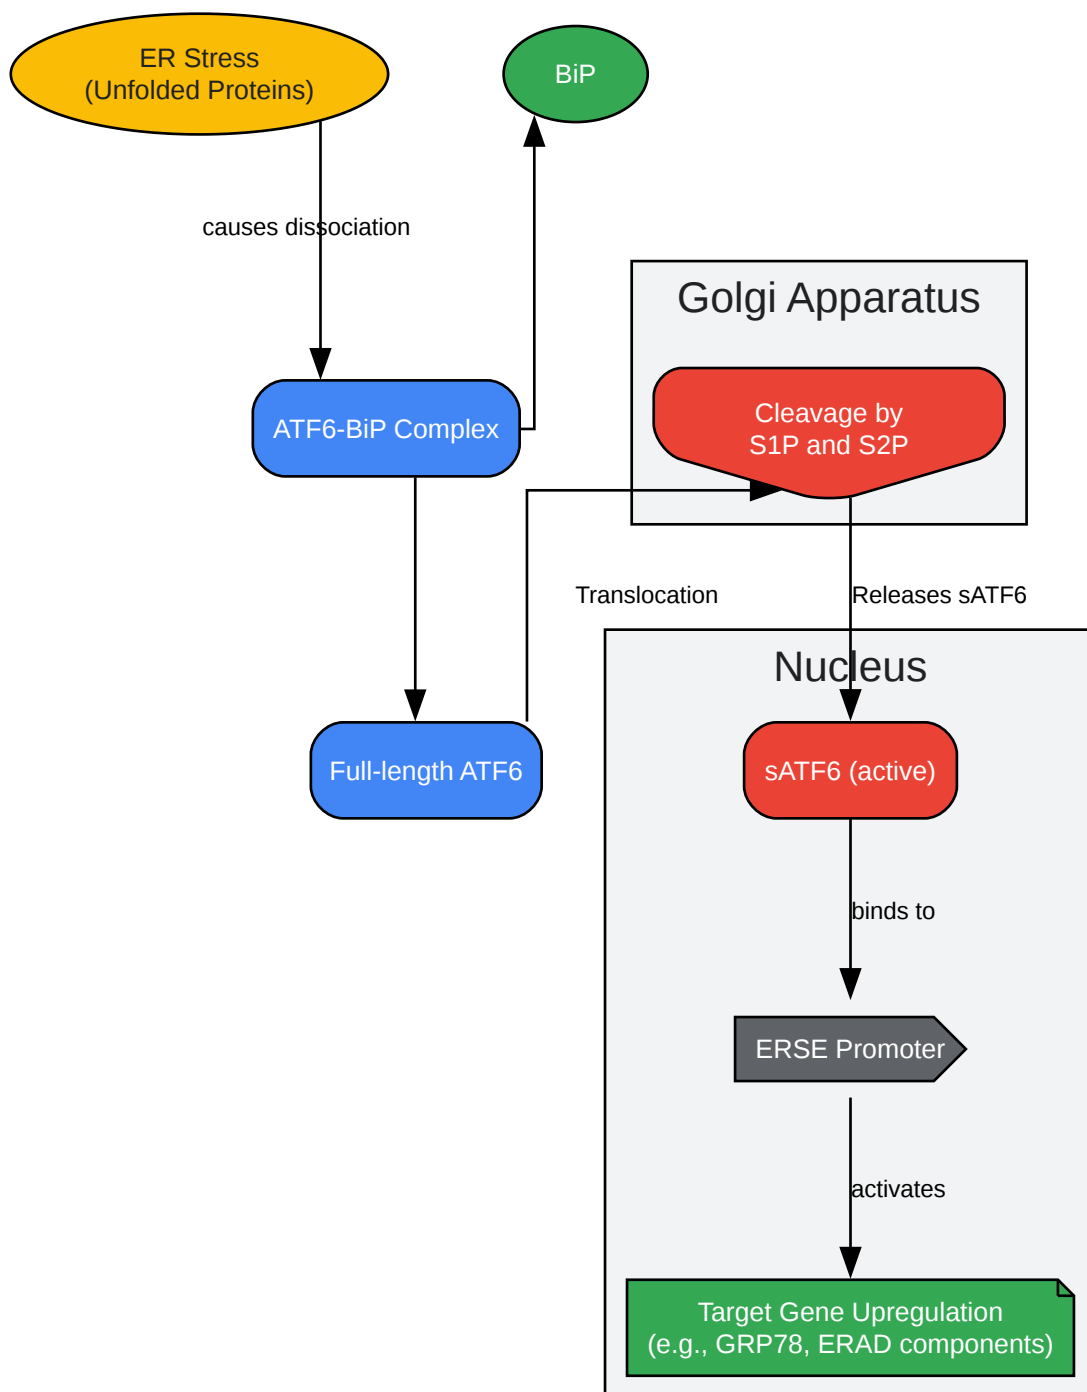 ER Stress
(Unfolded Proteins)
BiP
causes dissociation
Golgi Apparatus
ATF6-BiP Complex
Cleavage by
S1P and S2P
Translocation
Releases sATF6
Nucleus
Full-length ATF6
sATF6 (active)
binds to
ERSE Promoter
activates
Target Gene Upregulation
(e.g., GRP78, ERAD components)